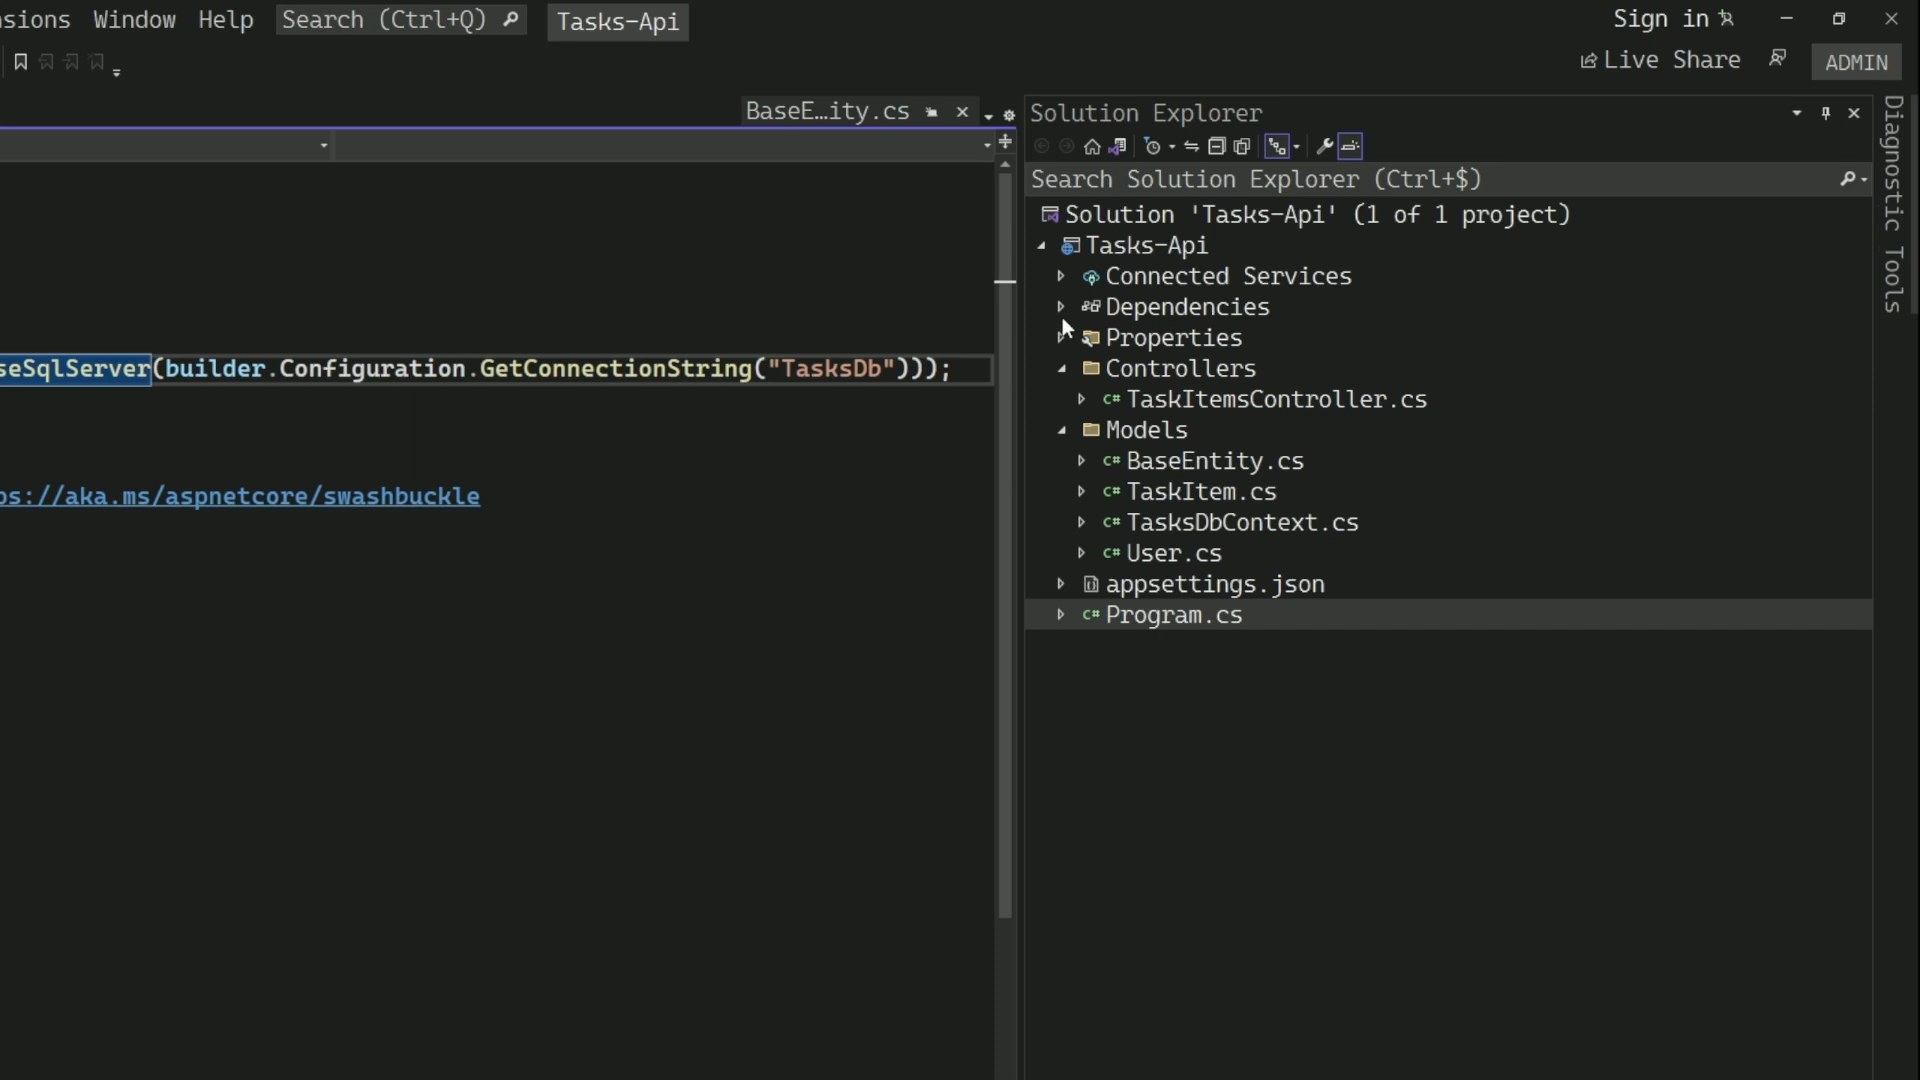 sions Window Help Search (Ctrl+Q) Tasks-Api Sign in
Live Share ADMIN
BaseE...ity.cs
Solution Explorer
Search Solution Explorer (Ctrl+$)
Solution 'Tasks-Api' (1 of 1 project)
Tasks-Api
Connected Services
Dependencies
Properties
Controllers
C# TaskItemsController.cs
Models
C# BaseEntity.cs
C# TaskItem.cs
C# TasksDbContext.cs
C# User.cs
appsettings.json
C# Program.cs
seSqlServer(builder.Configuration.GetConnectionString("TasksDb")));
ps://aka.ms/aspnetcore/swashbuckle
Diagnostic Tools